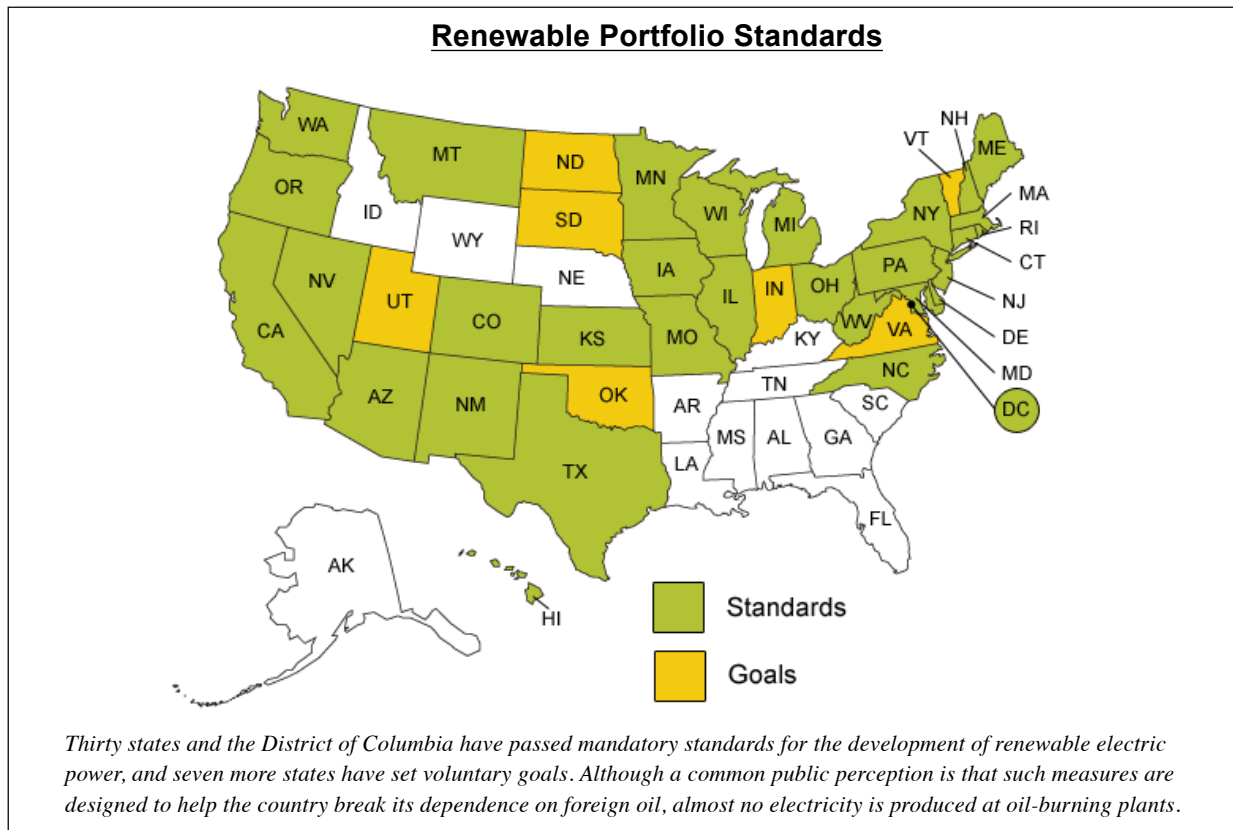 Renewable Portfolio Standards
WA
MT
ND
MN
VT
NH
ME
OR
ID
SD
WI
MI
NY
MA
RI
WY
CT
NV
NE
IA
PA
NJ
UT
IL
IN
OH
CA
CO
KS
MO
WV
VA
DE
KY
MD
NC
AZ
NM
OK
TN
AR
SC
DC
MS
AL
GA
TX
LA
FL
AK
HI
Standards
Goals
Thirty states and the District of Columbia have passed mandatory standards for the development of renewable electric
power, and seven more states have set voluntary goals. Although a common public perception is that such measures are
designed to help the country break its dependence on foreign oil, almost no electricity is produced at oil-burning plants.